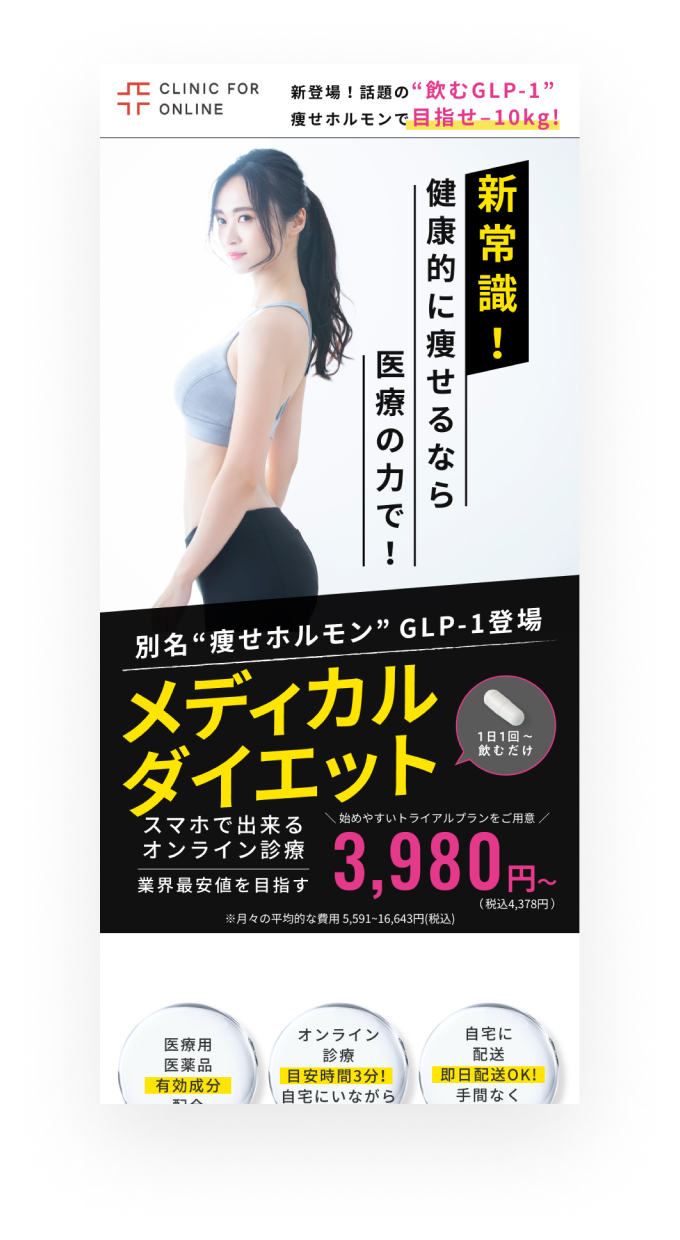 CLINIC FOR
ONLINE
新登場！話題の“飲むGLP-1”
痩せホルモンで目指せ−10kg!
新常識！
健康的に痩せるなら
医療の力で！
別名“痩せホルモン” GLP-1登場
メディカル
ダイエット
1日1回～
飲むだけ
スマホで出来る
オンライン診療
業界最安値を目指す
＼ 始めやすいトライアルプランをご用意 ／
3,980円～
（税込4,378円）
※月々の平均的な費用 5,591~16,643円(税込)
医療用
医薬品
有効成分
オンライン
診療
目安時間3分!
自宅にいながら
自宅に
配送
即日配送OK!
手間なく